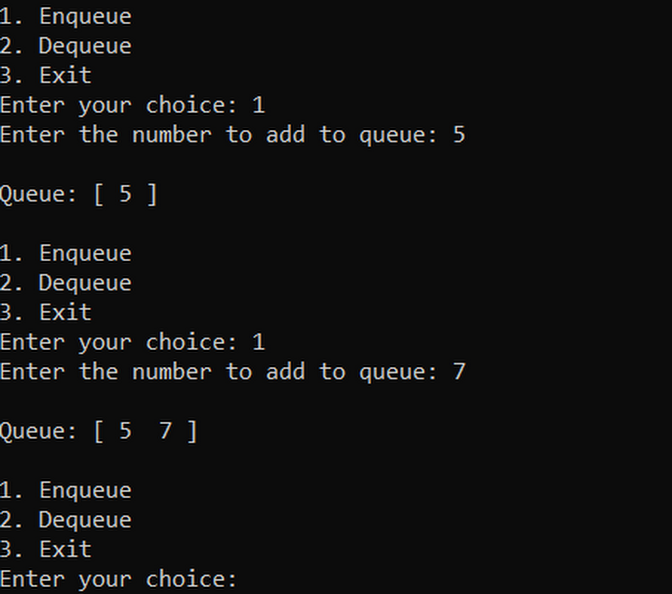 1. Enqueue
2. Dequeue
3. Exit
Enter your choice: 1
Enter the number to add to queue: 5
Queue: [ 5 ]
1. Enqueue
2. Dequeue
3. Exit
Enter your choice: 1
Enter the number to add to queue: 7
Queue: [ 5  7 ]
1. Enqueue
2. Dequeue
3. Exit
Enter your choice: